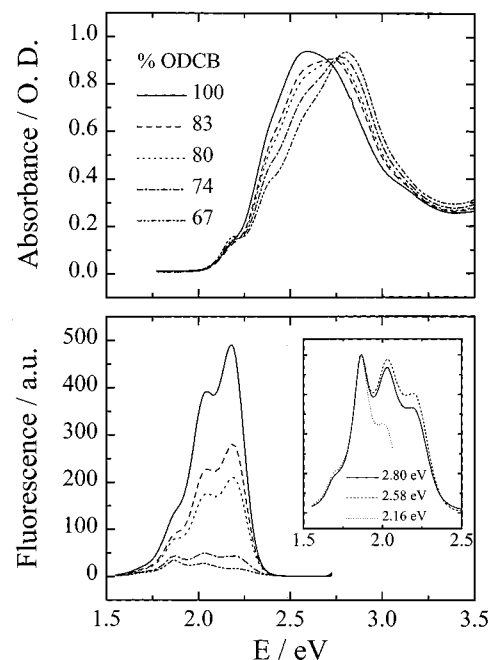 1.0
0.8
0.6
0.4
0.2
0.0
Absorbance / O. D.
% ODCB
100
83
80
74
67
500
400
300
200
100
0
Fluorescence / a.u.
2.80 eV
2.58 eV
2.16 eV
1.5 2.0 2.5
1.5 2.0 2.5 3.0 3.5
E / eV